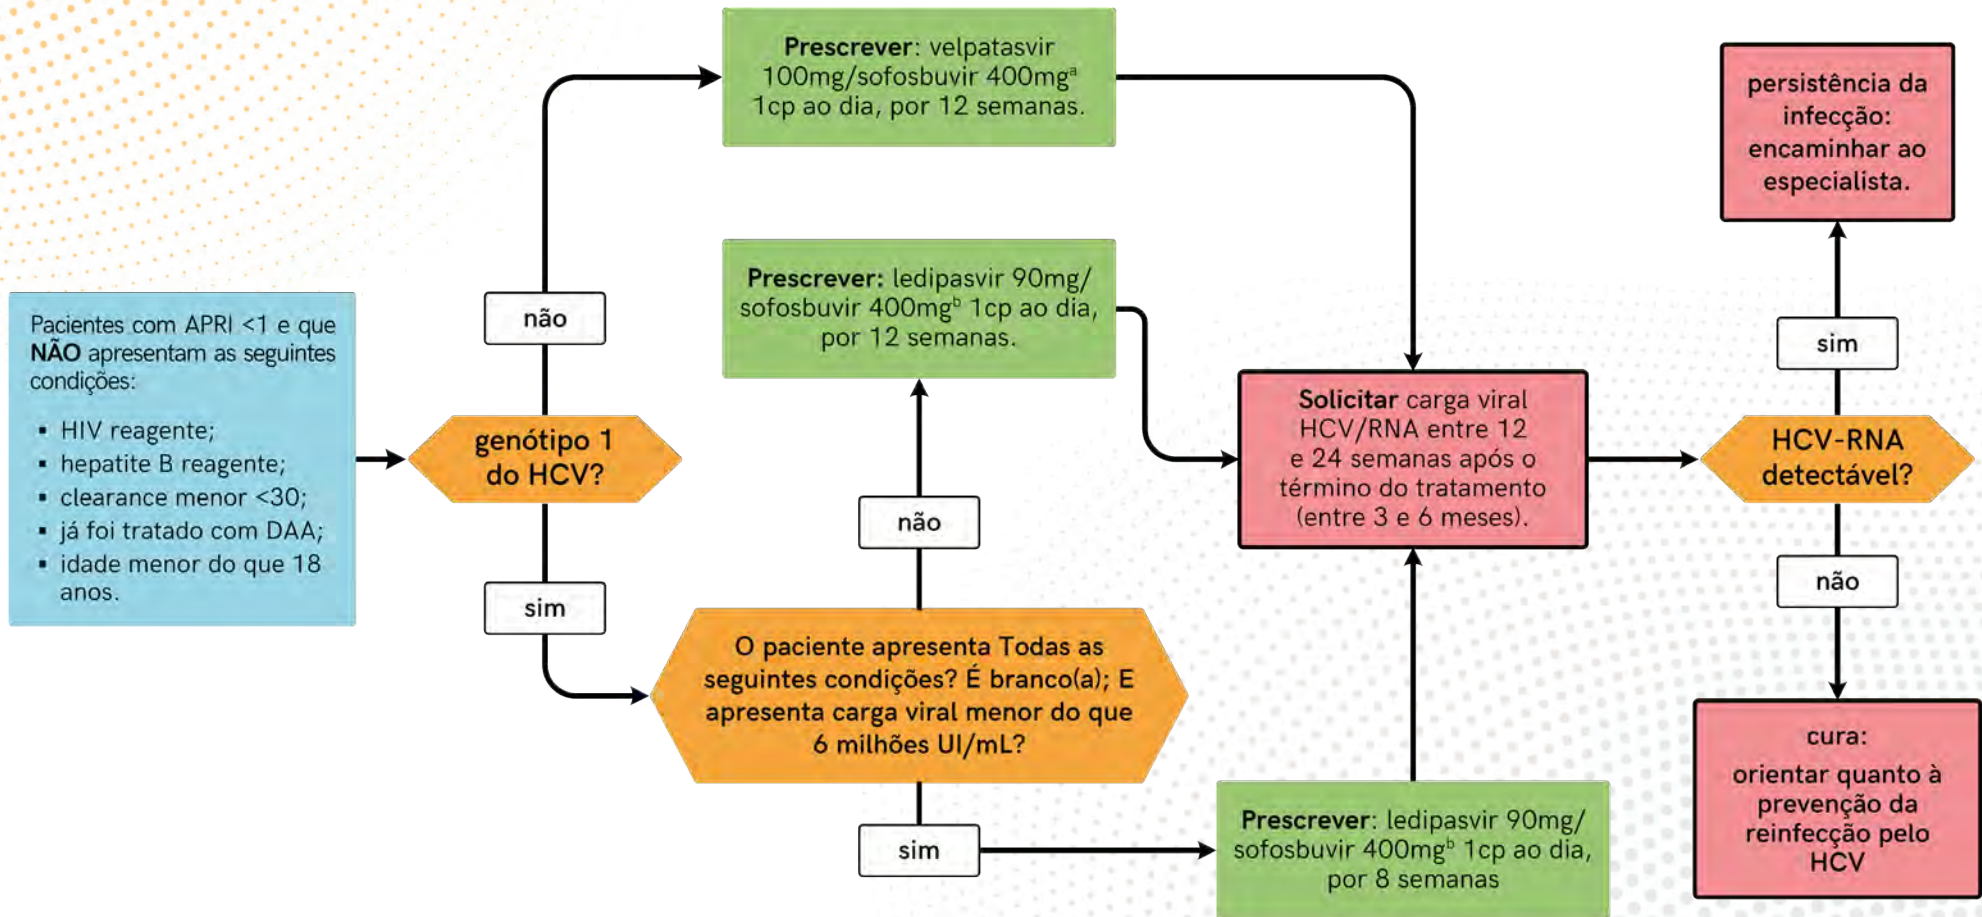 Pacientes com APRI <1 e que
NÃO apresentam as seguintes
condições:
▪ HIV reagente;
▪ hepatite B reagente;
▪ clearance menor <30;
▪ já foi tratado com DAA;
▪ idade menor do que 18
anos.
genótipo 1
do HCV?
não
Prescrever: velpatasvir
100mg/sofosbuvir 400mgᵃ
1cp ao dia, por 12 semanas.
sim
O paciente apresenta Todas as
seguintes condições? É branco(a); E
apresenta carga viral menor do que
6 milhões UI/mL?
não
Prescrever: ledipasvir 90mg/
sofosbuvir 400mgᵇ 1cp ao dia,
por 12 semanas.
sim
Prescrever: ledipasvir 90mg/
sofosbuvir 400mgᵇ 1cp ao dia,
por 8 semanas
Solicitar carga viral
HCV/RNA entre 12
e 24 semanas após o
término do tratamento
(entre 3 e 6 meses).
HCV-RNA
detectável?
sim
persistência da
infecção:
encaminhar ao
especialista.
não
cura:
orientar quanto à
prevenção da
reinfecção pelo
HCV